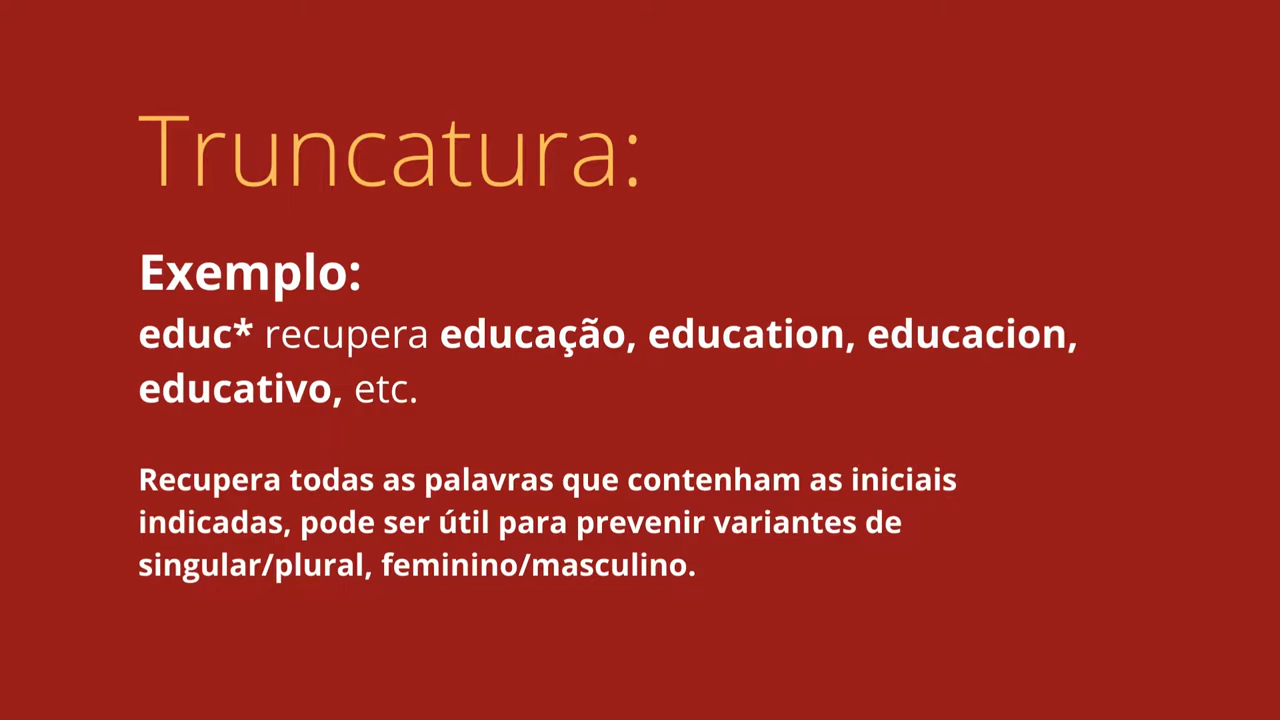 Truncatura:
Exemplo:
educ* recupera educação, education, educacion,
educativo, etc.
Recupera todas as palavras que contenham as iniciais
indicadas, pode ser útil para prevenir variantes de
singular/plural, feminino/masculino.